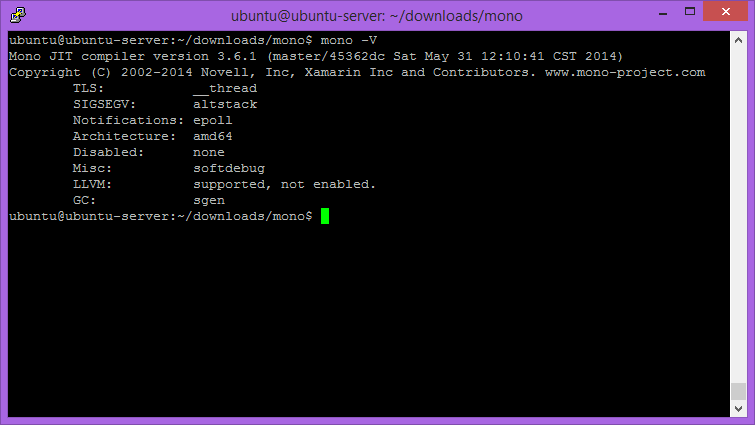 ubuntu@ubuntu-server: ~/downloads/mono
ubuntu@ubuntu-server:~/downloads/mono$ mono -V
Mono JIT compiler version 3.6.1 (master/45362dc Sat May 31 12:10:41 CST 2014)
Copyright (C) 2002-2014 Novell, Inc, Xamarin Inc and Contributors. www.mono-project.com
        TLS:           __thread
        SIGSEGV:       altstack
        Notifications: epoll
        Architecture:  amd64
        Disabled:      none
        Misc:          softdebug
        LLVM:          supported, not enabled.
        GC:            sgen
ubuntu@ubuntu-server:~/downloads/mono$